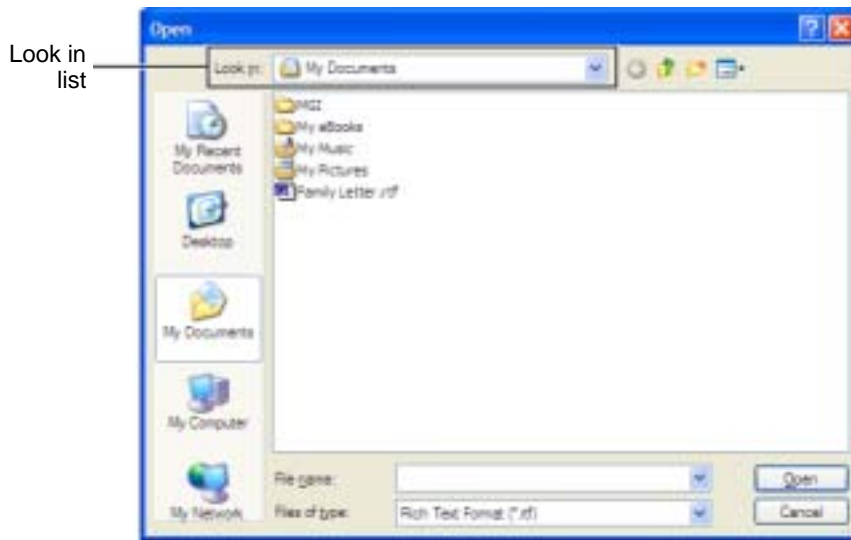 Open
Look in
list
Look in:
My Documents
MGI
My eBooks
My Music
My Pictures
Family Letter.rtf
My Recent
Documents
Desktop
My Documents
My Computer
My Network
File name:
Open
Files of type:
Rich Text Format (*.rtf)
Cancel